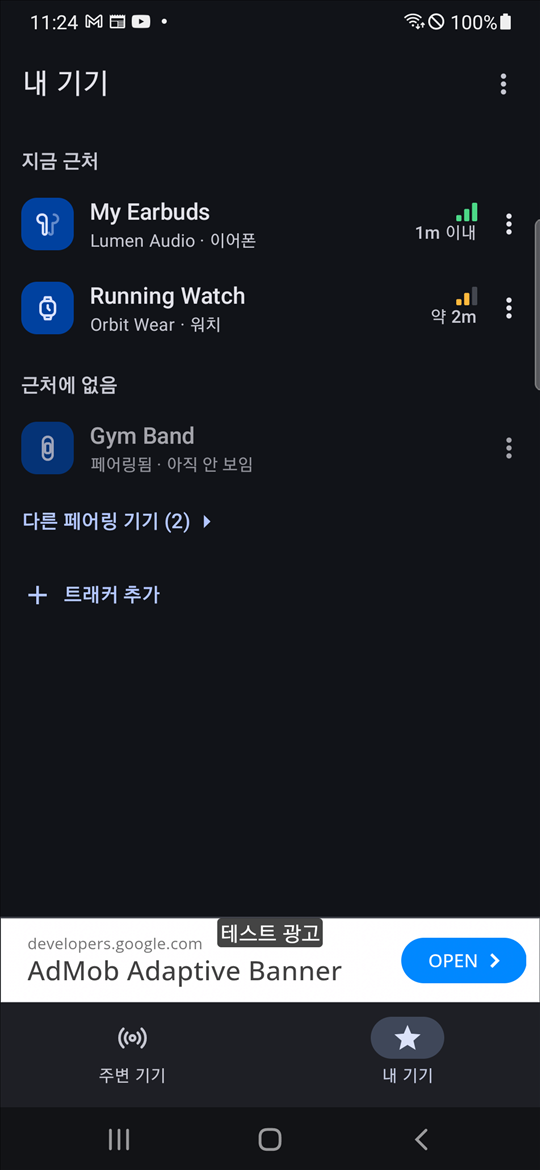 11:24 100%
내 기기
지금 근처
My Earbuds
Lumen Audio · 이어폰
1m 이내
Running Watch
Orbit Wear · 워치
약 2m
근처에 없음
Gym Band
페어링됨 · 아직 안 보임
다른 페어링 기기 (2)
트래커 추가
테스트 광고
developers.google.com
AdMob Adaptive Banner
OPEN
주변 기기
내 기기